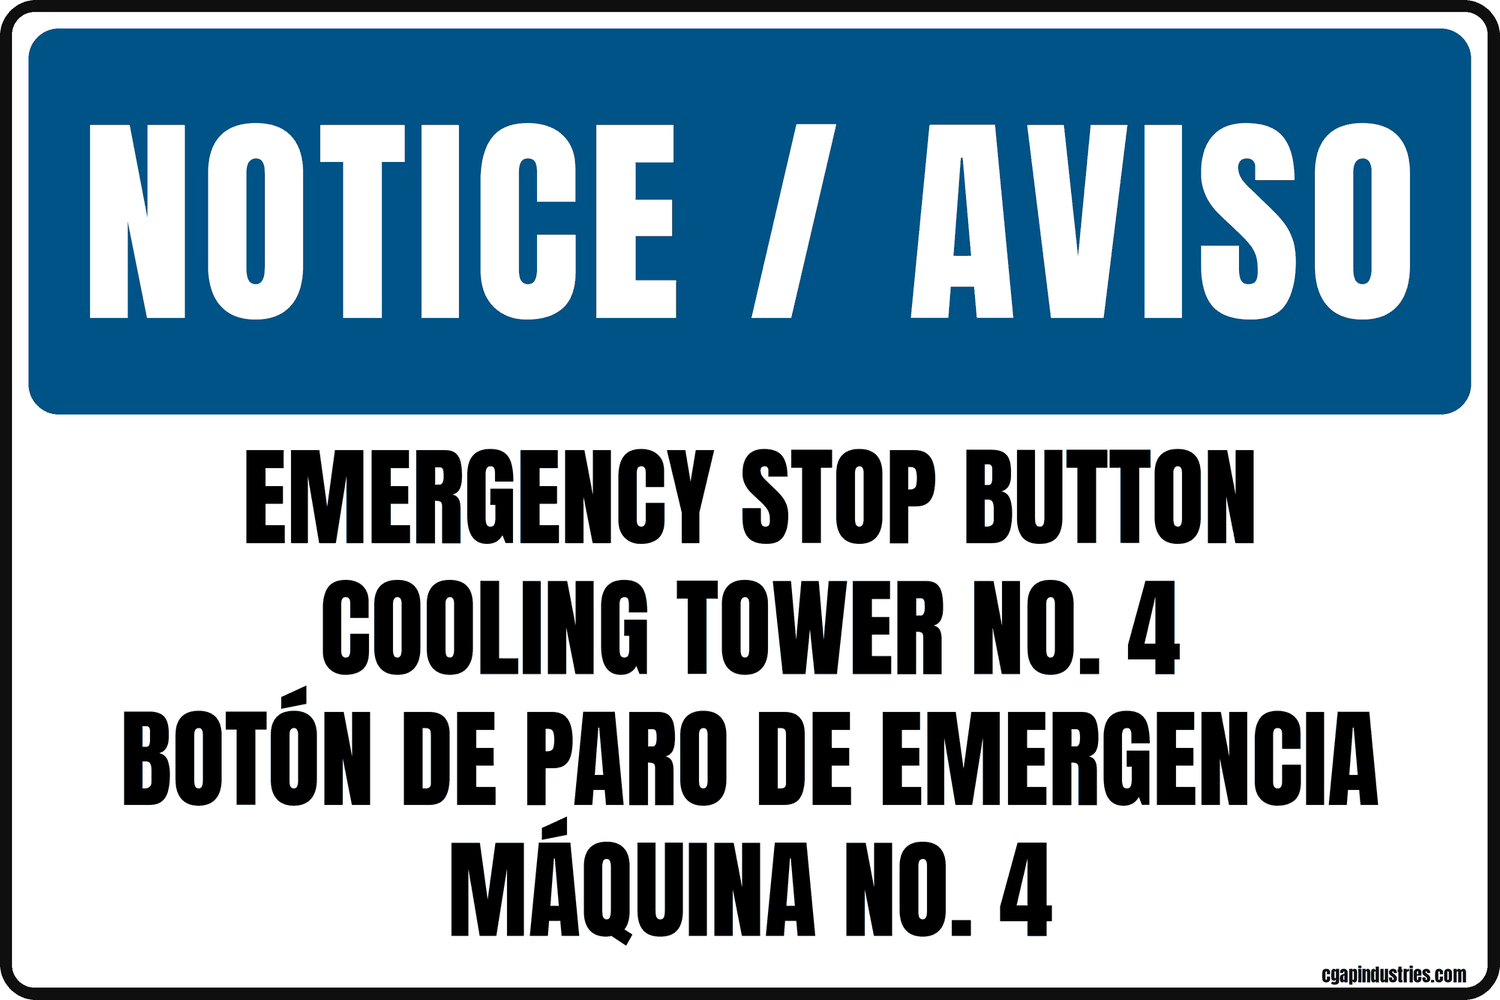 NOTICE / AVISO
EMERGENCY STOP BUTTON
COOLING TOWER NO. 4
BOTÓN DE PARO DE EMERGENCIA
MÁQUINA NO. 4
cgapindustries.com